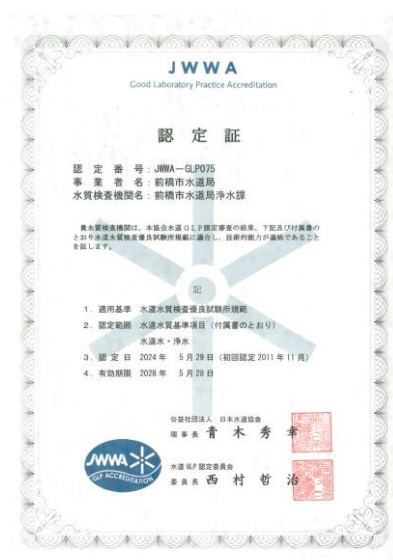 JWWA
Good Laboratory Practice Accreditation
認定証
認定番号：JWWA－GLP075
事業者名：前橋市水道局
水質検査機関名：前橋市水道局浄水課
貴水質検査機関は、本協会水道GLP認定審査の結果、下記及び付属書の
とおり水道水質検査優良試験所規範に適合し、技術的能力が適格であること
を証します。
記
1．適用基準 水道水質検査優良試験所規範
2．認定範囲 水道水質基準項目（付属書のとおり）
水道水・浄水
3．認定日 2024年 5月29日（初回認定2011年11月）
4．有効期限 2028年 5月28日
公益社団法人 日本水道協会
理事長 青木秀幸
水道GLP認定委員会
委員長 西村哲治
JWWA
GLP ACCREDITATION